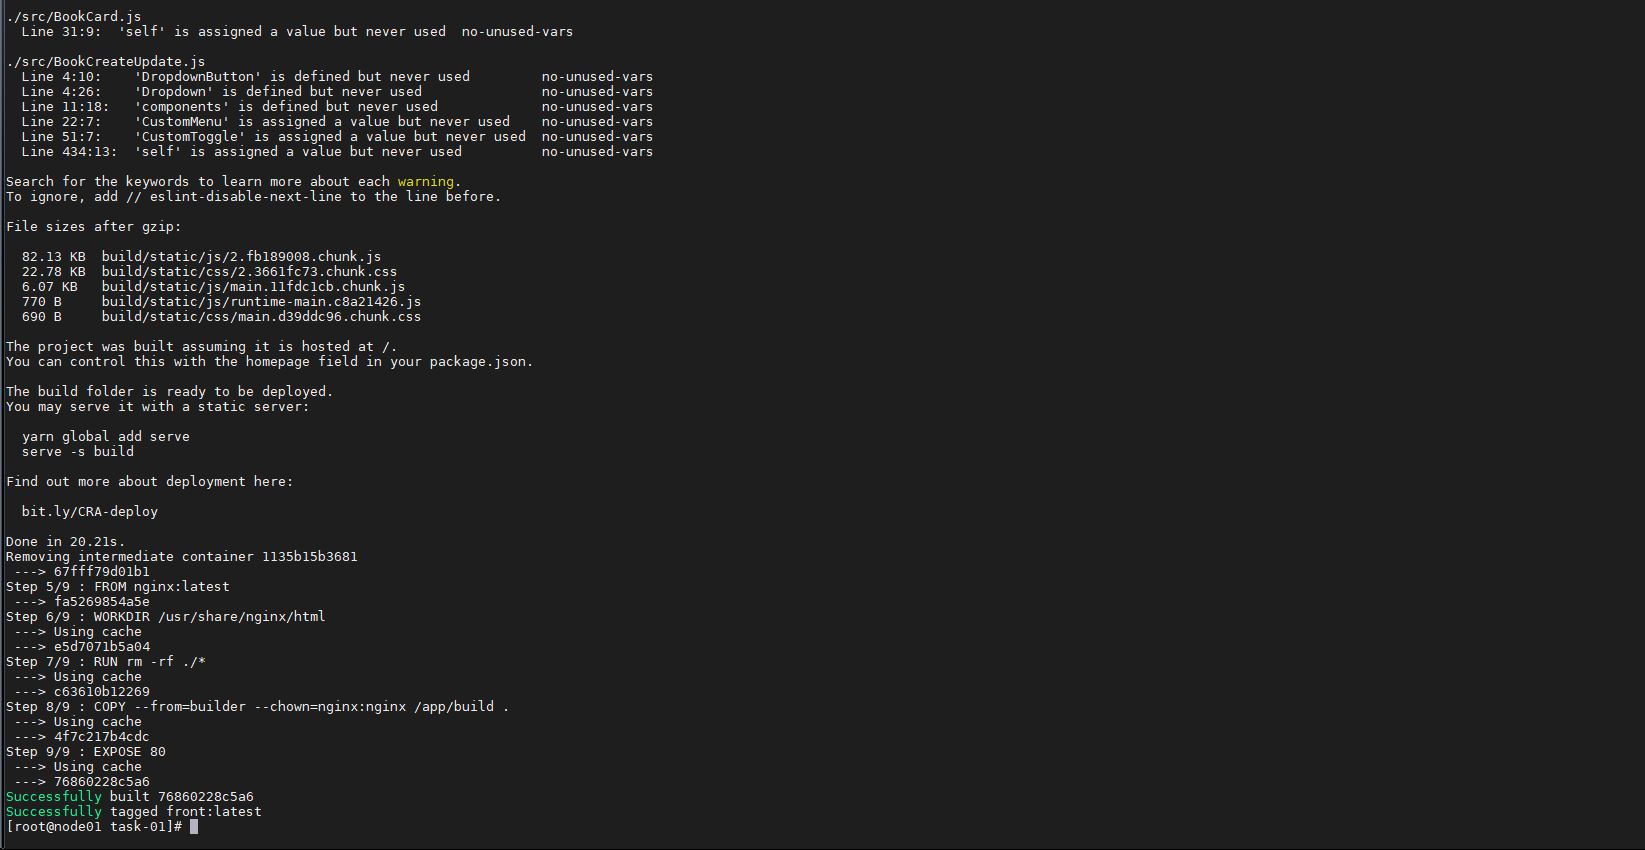 ./src/BookCard.js
  Line 31:9:  'self' is assigned a value but never used  no-unused-vars

./src/BookCreateUpdate.js
  Line 4:10:    'DropdownButton' is defined but never used         no-unused-vars
  Line 4:26:    'Dropdown' is defined but never used               no-unused-vars
  Line 11:18:   'components' is defined but never used             no-unused-vars
  Line 22:7:    'CustomMenu' is assigned a value but never used    no-unused-vars
  Line 51:7:    'CustomToggle' is assigned a value but never used  no-unused-vars
  Line 434:13:  'self' is assigned a value but never used          no-unused-vars

Search for the keywords to learn more about each warning.
To ignore, add // eslint-disable-next-line to the line before.

File sizes after gzip:

  82.13 KB  build/static/js/2.fb189008.chunk.js
  22.78 KB  build/static/css/2.3661fc73.chunk.css
  6.07 KB   build/static/js/main.11fdc1cb.chunk.js
  770 B     build/static/js/runtime-main.c8a21426.js
  690 B     build/static/css/main.d39ddc96.chunk.css

The project was built assuming it is hosted at /.
You can control this with the homepage field in your package.json.

The build folder is ready to be deployed.
You may serve it with a static server:

  yarn global add serve
  serve -s build

Find out more about deployment here:

  bit.ly/CRA-deploy

Done in 20.21s.
Removing intermediate container 1135b15b3681
 ---> 67fff79d01b1
Step 5/9 : FROM nginx:latest
 ---> fa5269854a5e
Step 6/9 : WORKDIR /usr/share/nginx/html
 ---> Using cache
 ---> e5d7071b5a04
Step 7/9 : RUN rm -rf ./*
 ---> Using cache
 ---> c63610b12269
Step 8/9 : COPY --from=builder --chown=nginx:nginx /app/build .
 ---> Using cache
 ---> 4f7c217b4cdc
Step 9/9 : EXPOSE 80
 ---> Using cache
 ---> 76860228c5a6
Successfully built 76860228c5a6
Successfully tagged front:latest
[root@node01 task-01]#